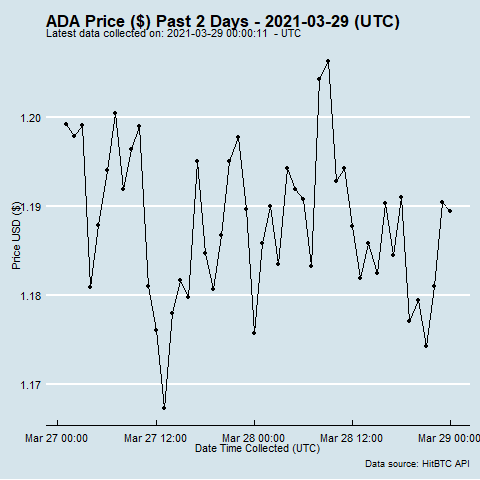 ADA Price ($) Past 2 Days - 2021-03-29 (UTC)
Latest data collected on: 2021-03-29 00:00:11  - UTC
1.20
1.19
1.18
1.17
Price USD ($)
Mar 27 00:00 Mar 27 12:00 Mar 28 00:00 Mar 28 12:00 Mar 29 00:00
Date Time Collected (UTC)
Data source: HitBTC API